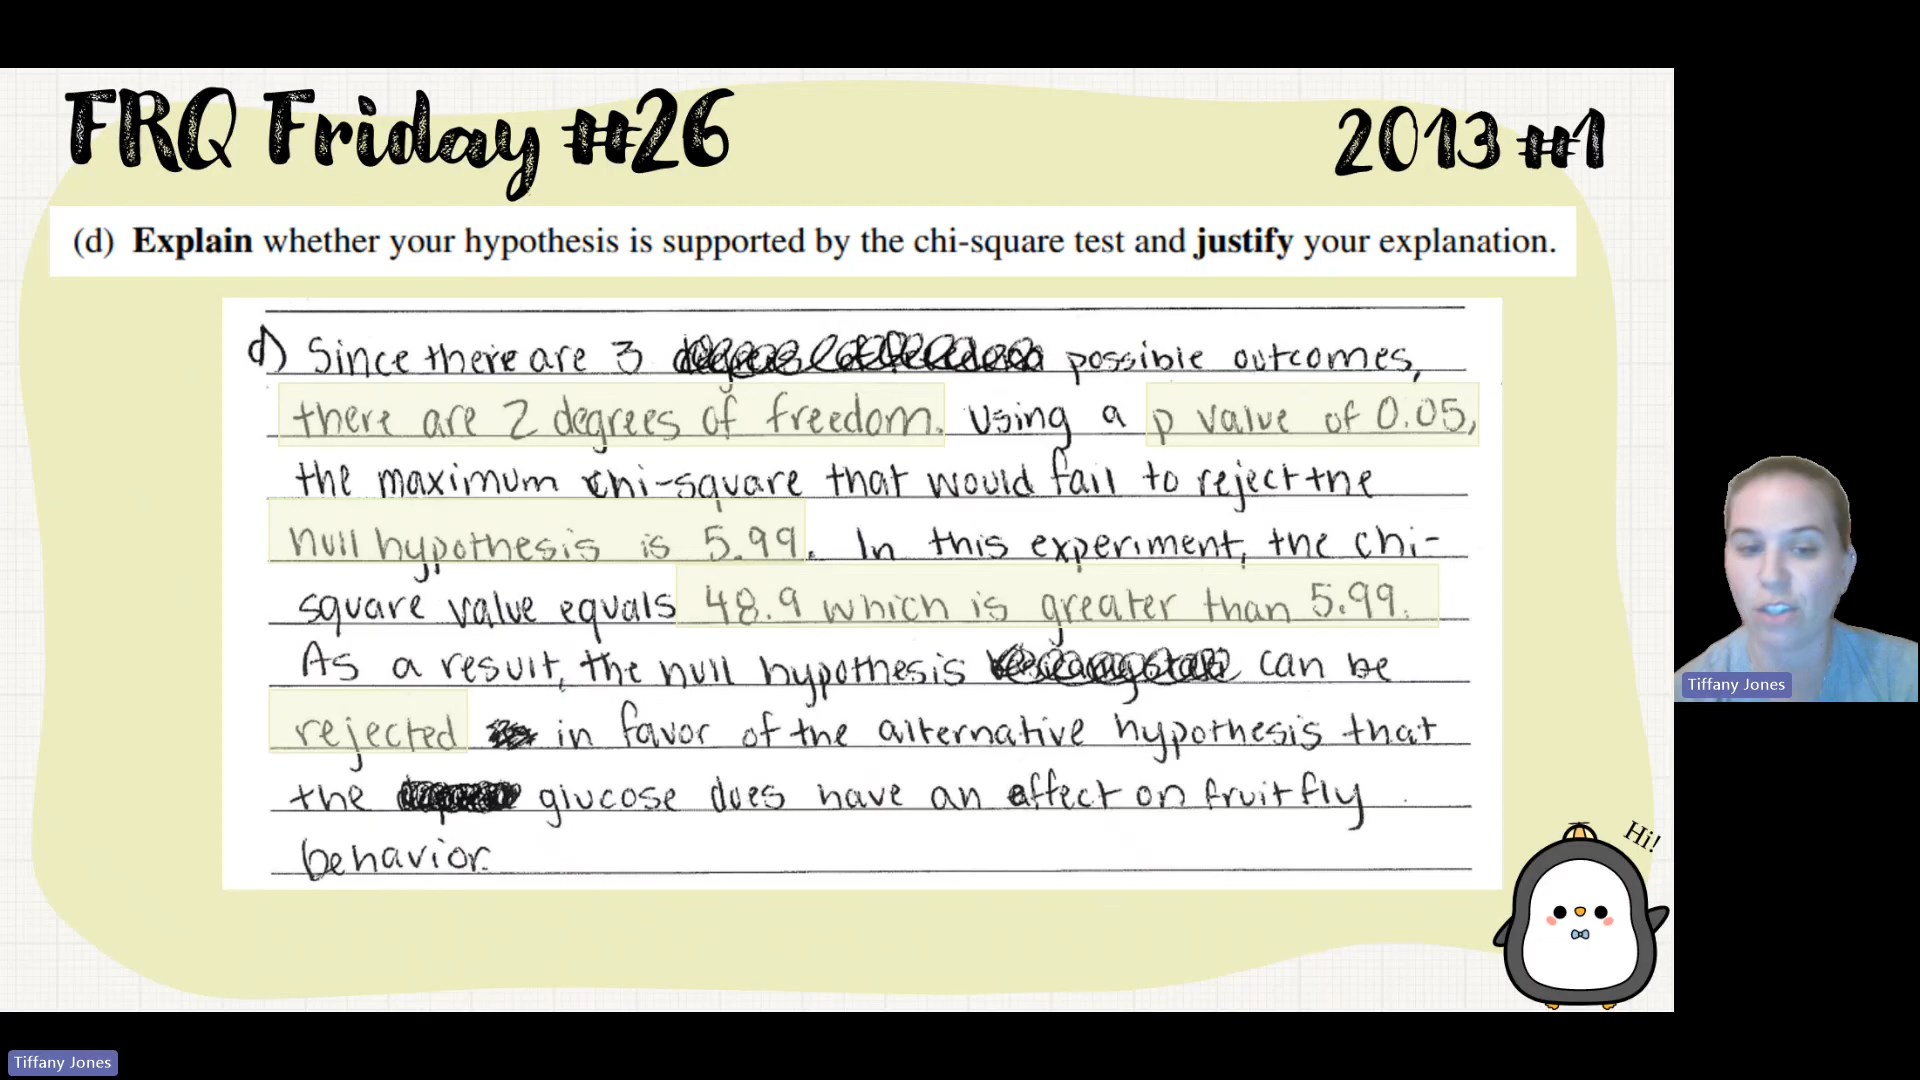 FRQ Friday #26
2013 #1
(d) Explain whether your hypothesis is supported by the chi-square test and justify your explanation.
d) Since there are 3 possible outcomes,
there are 2 degrees of freedom. Using a p value of 0.05,
the maximum chi-square that would fail to reject the
null hypothesis is 5.99. In this experiment, the chi-
square value equals 48.9 which is greater than 5.99.
As a result, the null hypothesis can be
rejected in favor of the alternative hypothesis that
the glucose does have an affect on fruit fly
behavior.
Hi!
Tiffany Jones
Tiffany Jones